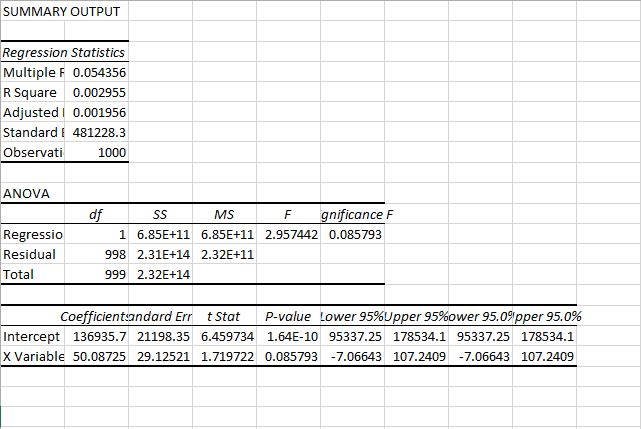 SUMMARY OUTPUT
Regression Statistics
Multiple R 0.054356
R Square 0.002955
Adjusted 0.001956
Standard E 481228.3
Observati 1000
ANOVA
df SS MS F gnificance F
Regressio 1 6.85E+11 6.85E+11 2.957442 0.085793
Residual 998 2.31E+14 2.32E+11
Total 999 2.32E+14
Coefficients andard Err t Stat P-value Lower 95% Upper 95% ower 95.0% pper 95.0%
Intercept 136935.7 21198.35 6.459734 1.64E-10 95337.25 178534.1 95337.25 178534.1
X Variable 50.08725 29.12521 1.719722 0.085793 -7.06643 107.2409 -7.06643 107.2409